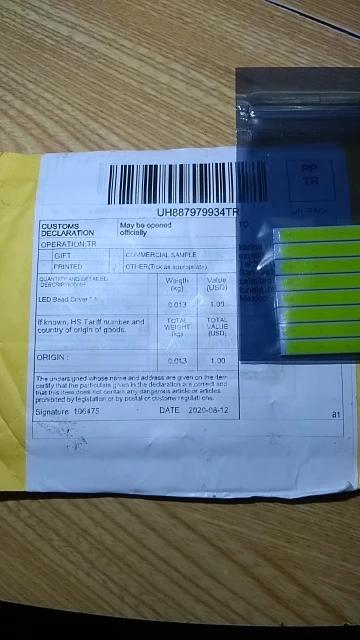 PP
TR
UH887979934TR
CUSTOMS
DECLARATION
May be opened
officially
TO
OPERATION:TR
GIFT
COMMERCIAL SAMPLE
PRINTED
OTHER(Tick as appropriate)
karine
QUANTITY AND DETAILED
DESCRIPTION OF
Weigth
(kg)
Value
(USD)
LED Bead Driver * 1
0.013
1.00
Mexico
If known, HS Tariff number and
country of origin of goods.
TOTAL
WEIGHT
(kg)
TOTAL
VALUE
(USD)
ORIGIN :
0.013
1.00
The undersigned whose name and address are given on the item
certify that the particulars given in the declaration are correct and
that this item does not contain any dangerous article or articles
prohibited by legislation or by postal or customs regulations.
Signature 106475
DATE 2020-08-12
81